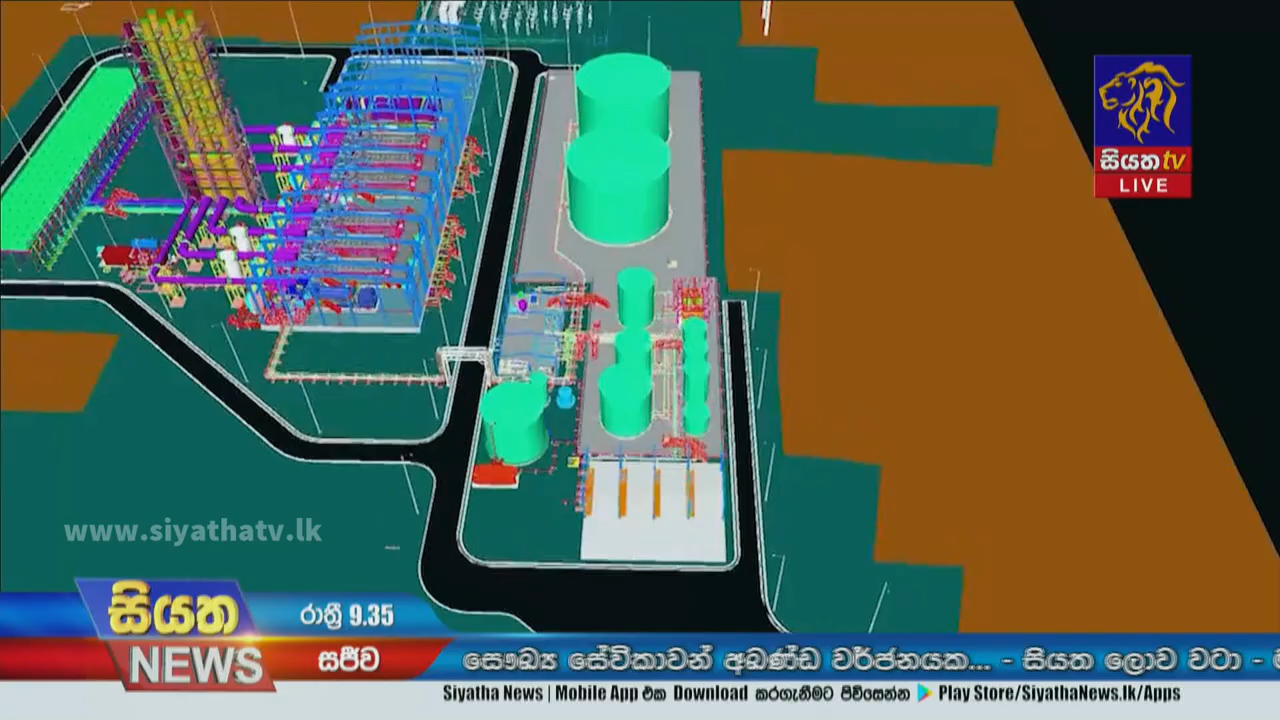 සියත tv
LIVE
www.siyathatv.lk
සියත
NEWS
රාත්‍රී 9.35
සජීව
සෞඛ්‍ය සේවිකාවන් අඛණ්ඩ වර්ජනයක... - සියත ලොව වටා -
Siyatha News | Mobile App එක Download කරගැනීමට පිවිසෙන්න Play Store/SiyathaNews.lk/Apps